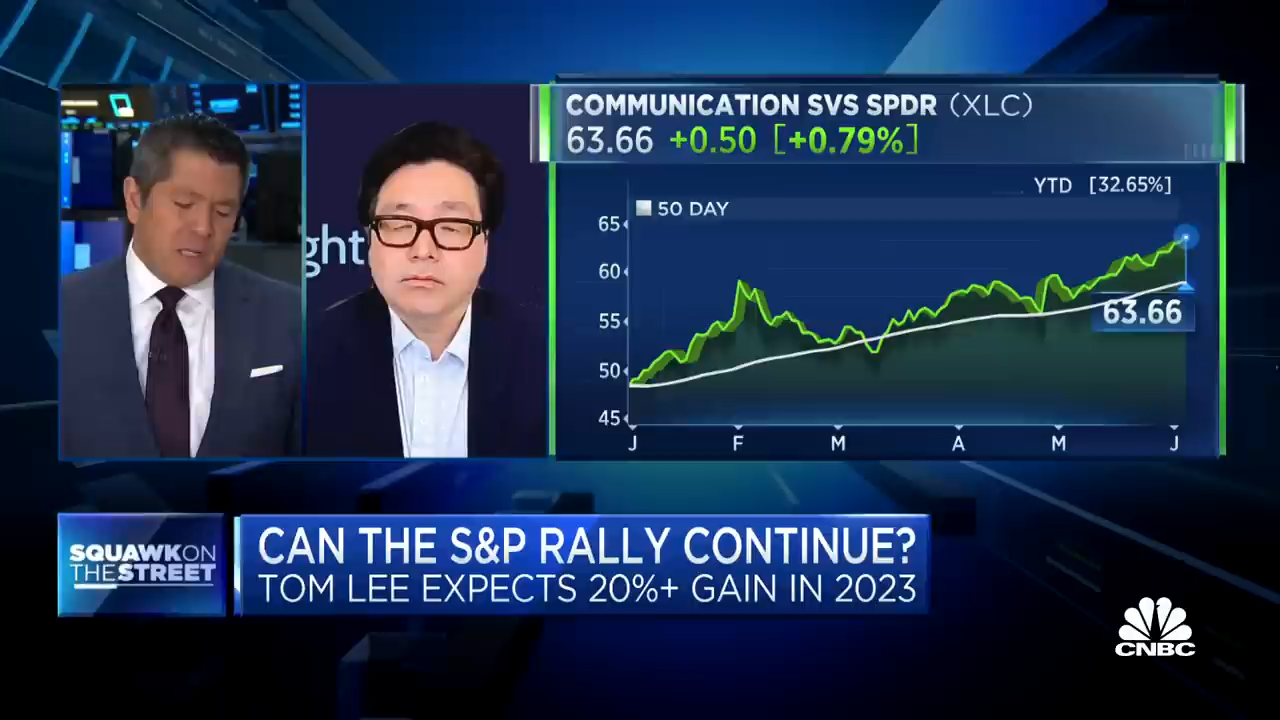 COMMUNICATION SVS SPDR (XLC)
63.66 +0.50 [+0.79%]
YTD [32.65%]
50 DAY
65
60
55
50
45
63.66
J F M A M J
ght
SQUAWK ON
THE STREET
CAN THE S&P RALLY CONTINUE?
TOM LEE EXPECTS 20%+ GAIN IN 2023
CNBC